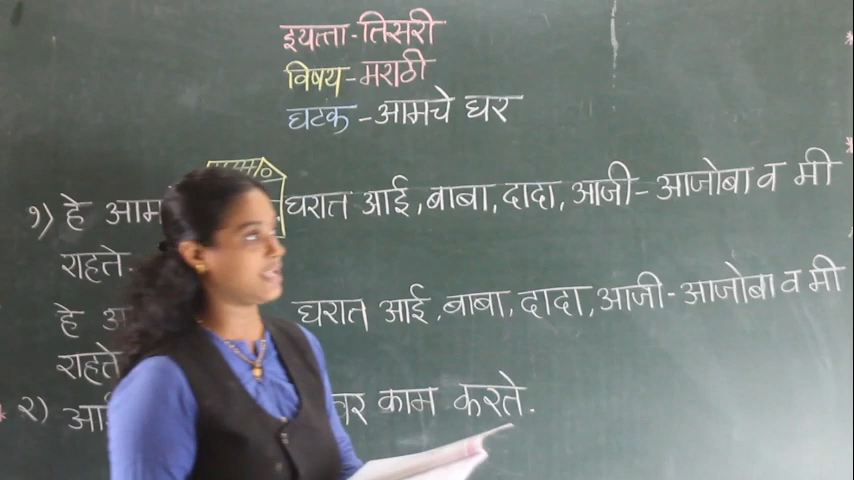 इयत्ता-तिसरी
विषय-मराठी
घटक-आमचे घर
१) हे घरात आई,बाबा,दादा,आजी-आजोबा व मी
राहते.
हे घरात आई,बाबा,दादा,आजी-आजोबा व मी
राहते
२) काम करते.